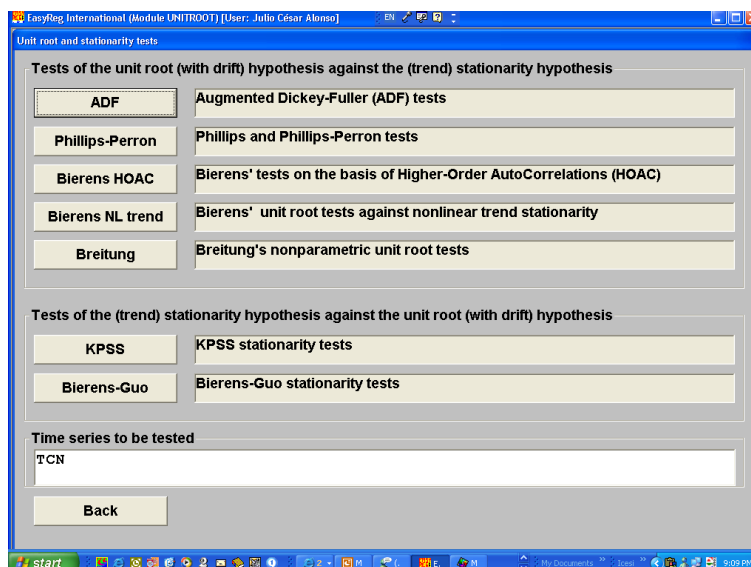 EasyReg International (Module UNITROOT) [User: Julio César Alonso]
EN
Unit root and stationarity tests
Tests of the unit root (with drift) hypothesis against the (trend) stationarity hypothesis
ADF
Augmented Dickey-Fuller (ADF) tests
Phillips-Perron
Phillips and Phillips-Perron tests
Bierens HOAC
Bierens' tests on the basis of Higher-Order AutoCorrelations (HOAC)
Bierens NL trend
Bierens' unit root tests against nonlinear trend stationarity
Breitung
Breitung's nonparametric unit root tests
Tests of the (trend) stationarity hypothesis against the unit root (with drift) hypothesis
KPSS
KPSS stationarity tests
Bierens-Guo
Bierens-Guo stationarity tests
Time series to be tested
TCN
Back
start 2 M E. M My Documents » Icesi » 9:09 PM